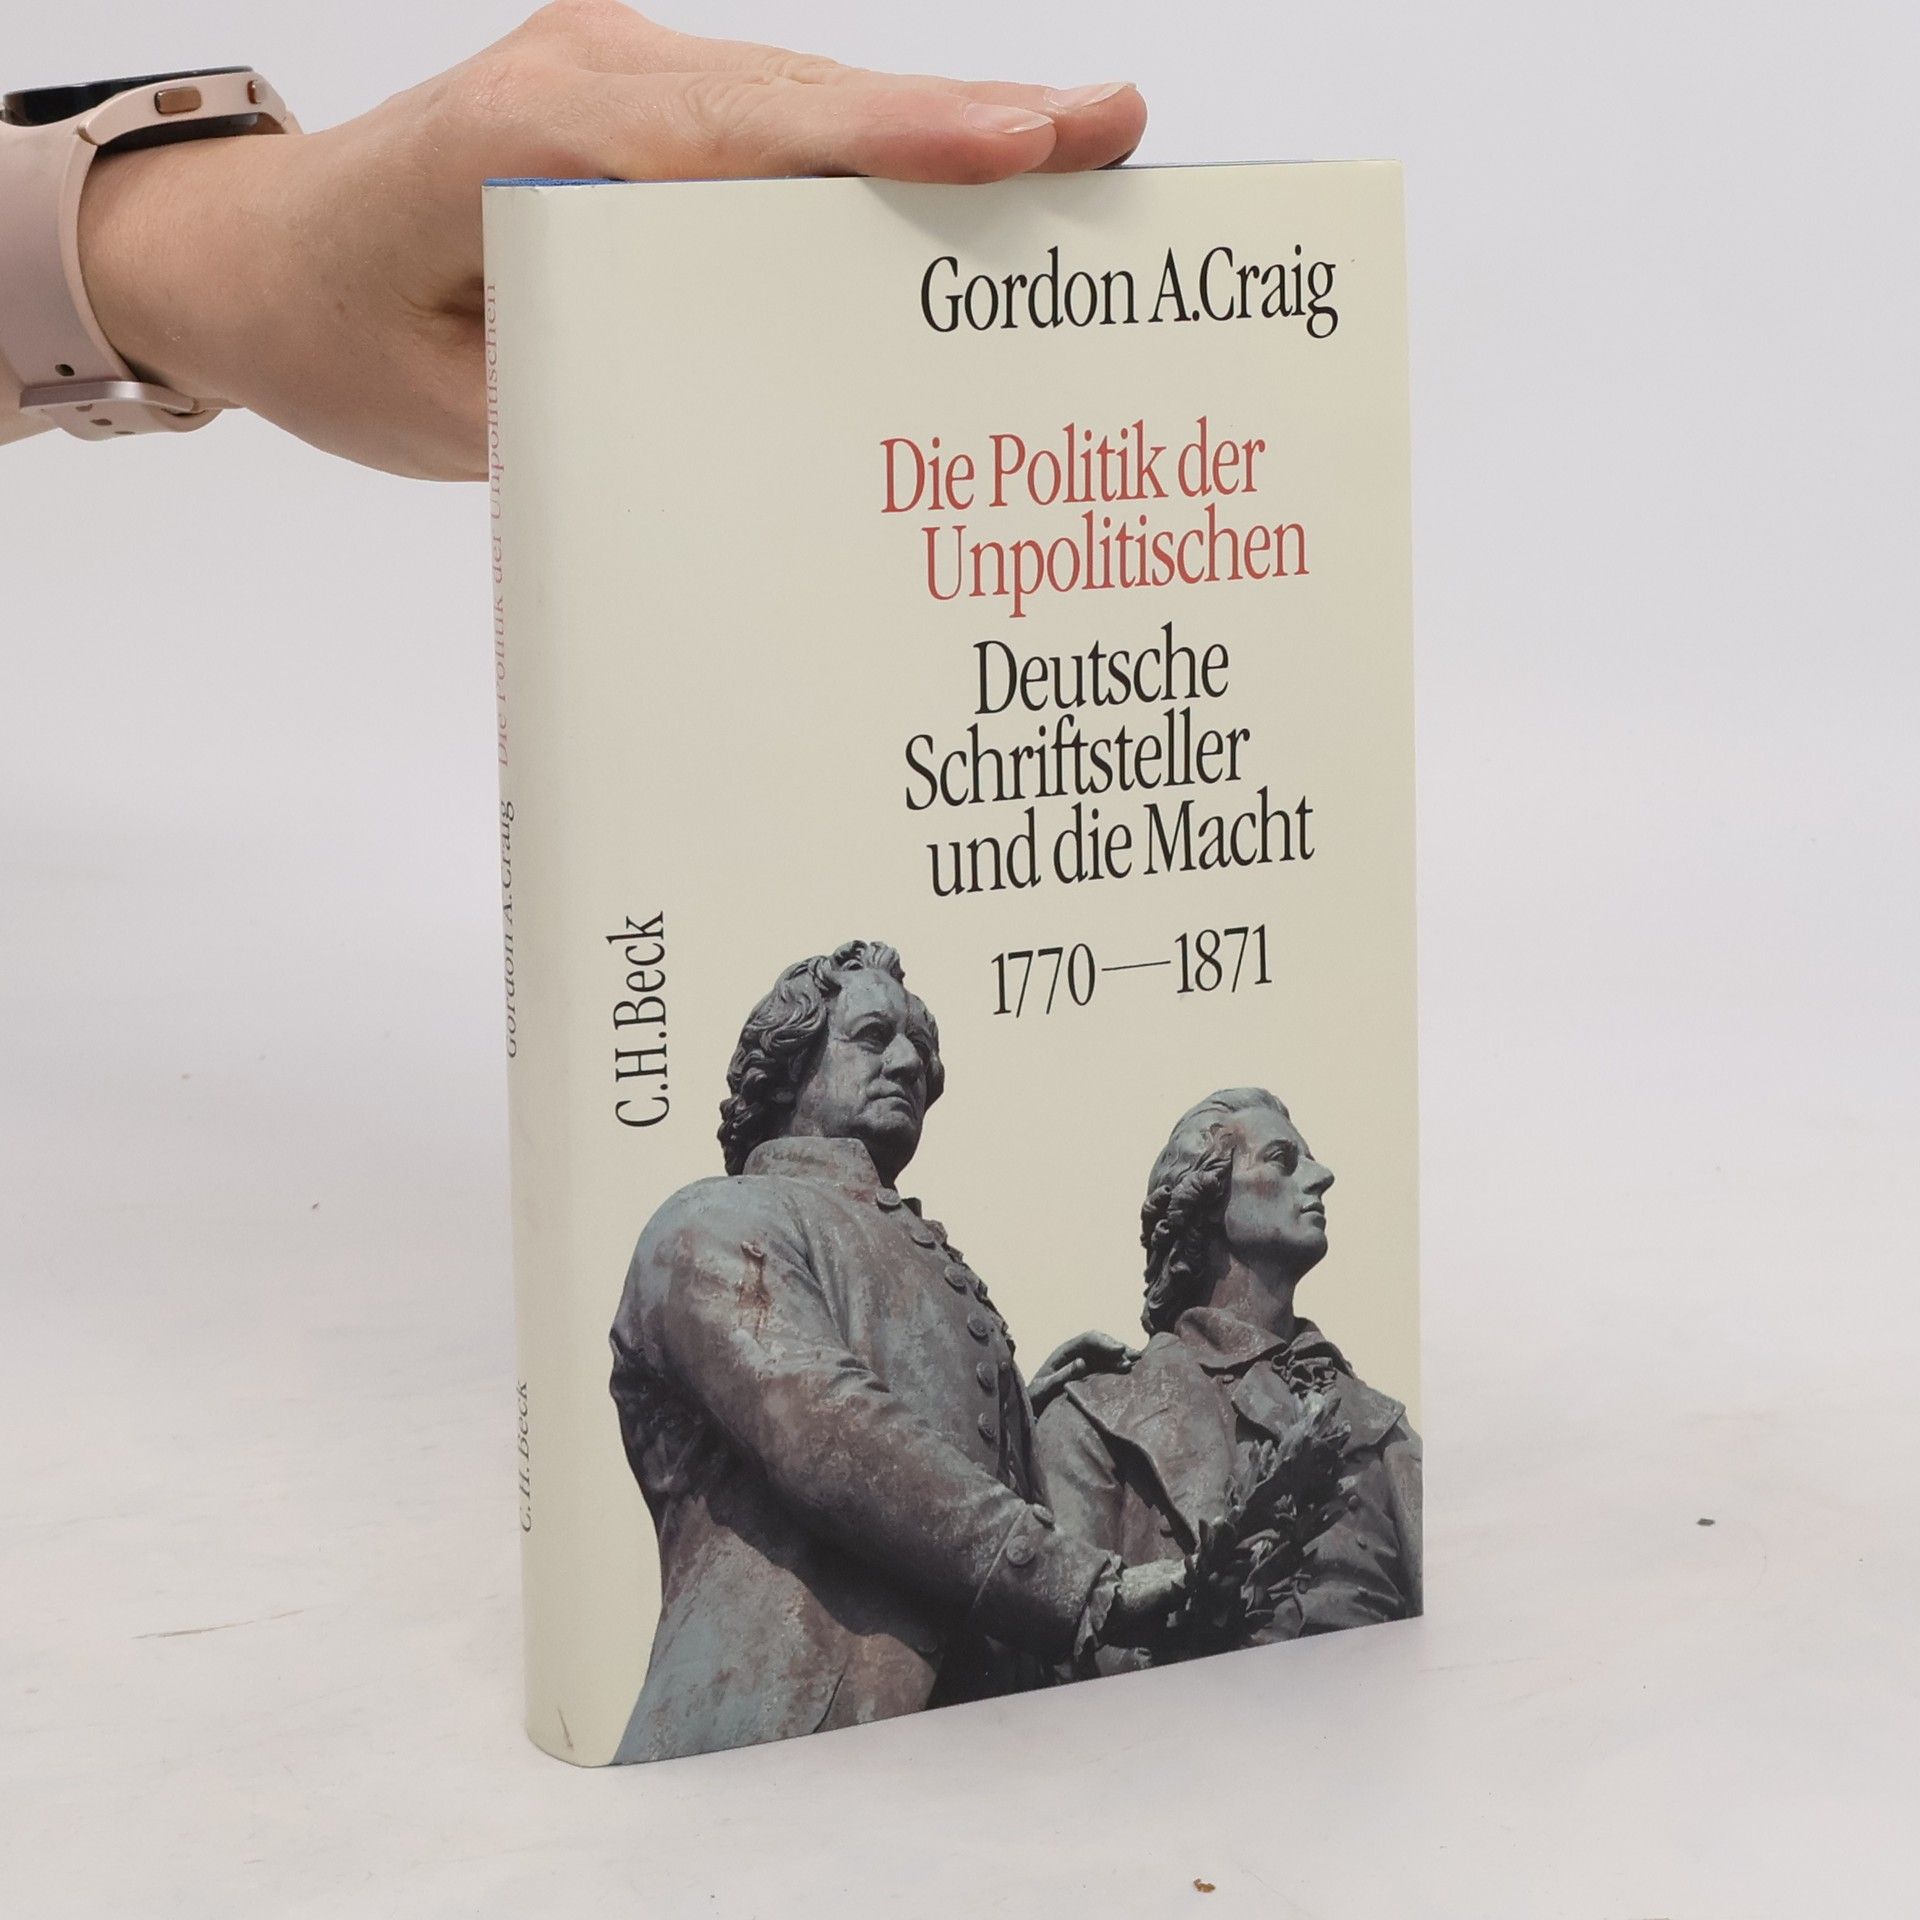 Gordon A. Craig
Die Politik der
Unpolitischen
Deutsche
Schriftsteller
und die Macht
1770—1871
C.H.Beck
Gordon A. Craig Die Politik der Unpolitischen
C.H.Beck